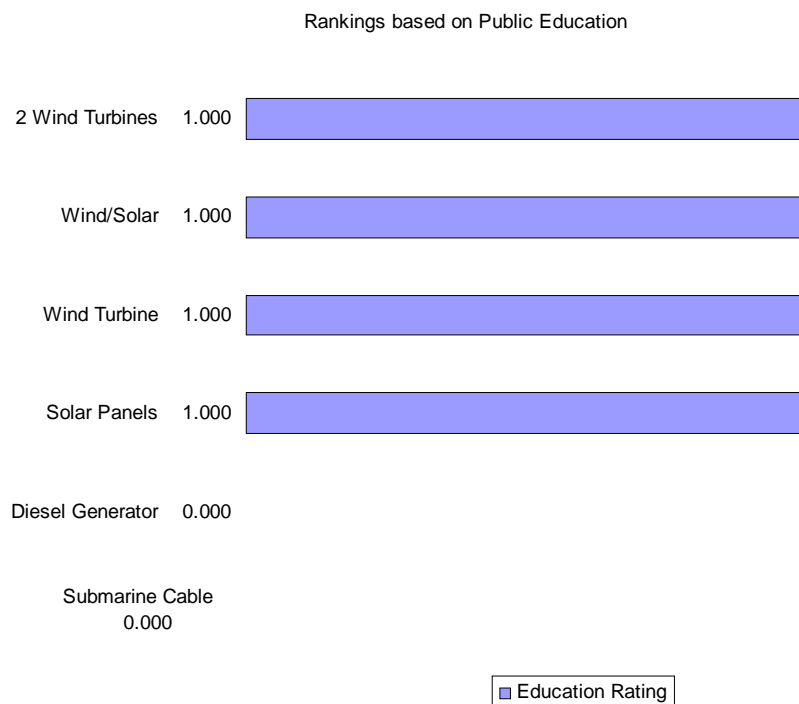 Rankings based on Public Education
2 Wind Turbines 1.000
Wind/Solar 1.000
Wind Turbine 1.000
Solar Panels 1.000
Diesel Generator 0.000
Submarine Cable
0.000
Education Rating